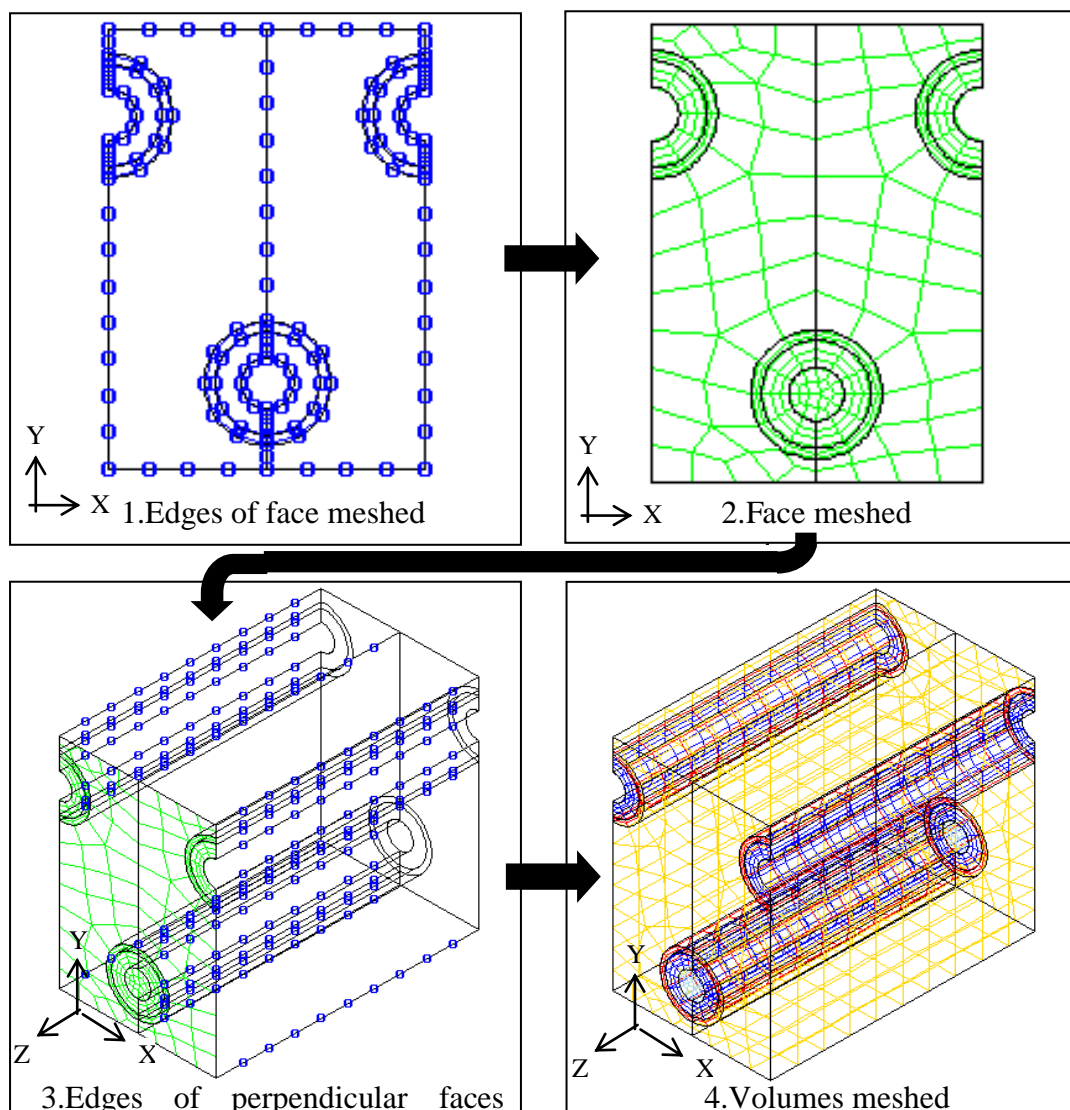 Y
X
1.Edges of face meshed
Y
X
2.Face meshed
Y
Z
X
3.Edges of perpendicular faces
Y
Z
X
4.Volumes meshed